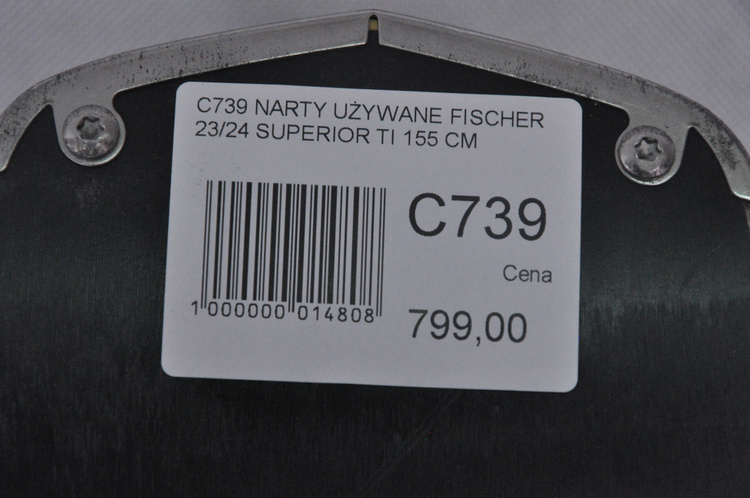 C739 NARTY UŻYWANE FISCHER
23/24 SUPERIOR TI 155 CM
C739
Cena
799,00
1 000000 014808